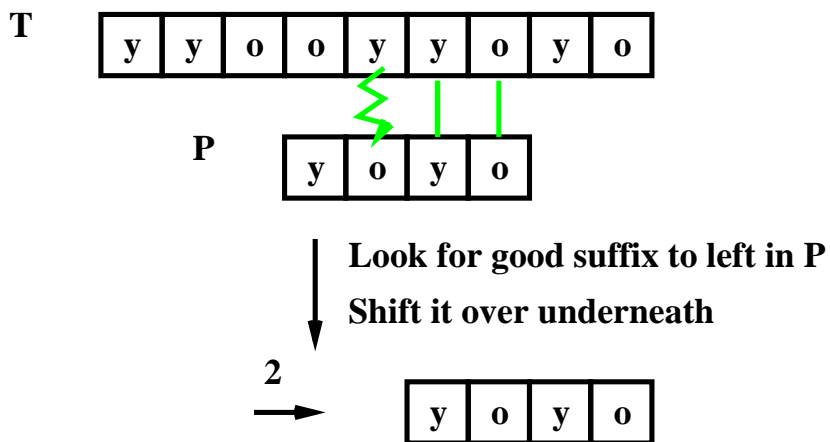 T y y o o y y o y o
P y o y o
Look for good suffix to left in P
Shift it over underneath
2 y o y o